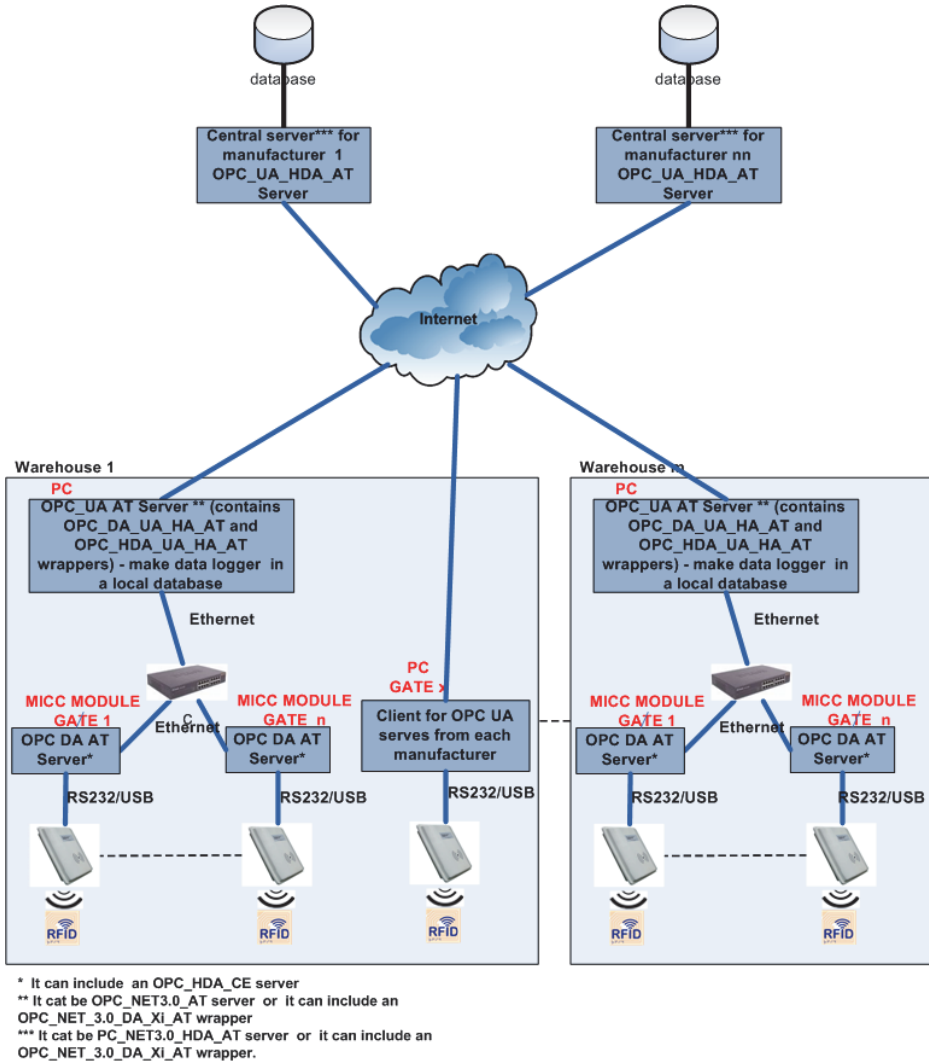 database
database
Central server*** for
manufacturer 1
OPC_UA_HDA_AT
Server
Central server*** for
manufacturer nn
OPC_UA_HDA_AT
Server
Internet
Warehouse 1
PC
OPC_UA AT Server ** (contains
OPC_DA_UA_HA_AT and
OPC_HDA_UA_HA_AT
wrappers) - make data logger in
a local database
Ethernet
MICC MODULE
GATE 1
MICC MODULE
GATE n
C
Ethernet
OPC DA AT
Server*
OPC DA AT
Server*
PC
GATE x
Client for OPC UA
serves from each
manufacturer
RS232/USB
RS232/USB
RS232/USB
RFID
RFID
RFID
Warehouse m
PC
OPC_UA AT Server ** (contains
OPC_DA_UA_HA_AT and
OPC_HDA_UA_HA_AT
wrappers) - make data logger in
a local database
Ethernet
MICC MODULE
GATE 1
MICC MODULE
GATE n
Ethernet
OPC DA AT
Server*
OPC DA AT
Server*
RS232/USB
RS232/USB
RFID
RFID
* It can include an OPC_HDA_CE server
** It cat be OPC_NET3.0_AT server or it can include an
OPC_NET_3.0_DA_Xi_AT wrapper
*** It cat be PC_NET3.0_HDA_AT server or it can include an
OPC_NET_3.0_DA_Xi_AT wrapper.